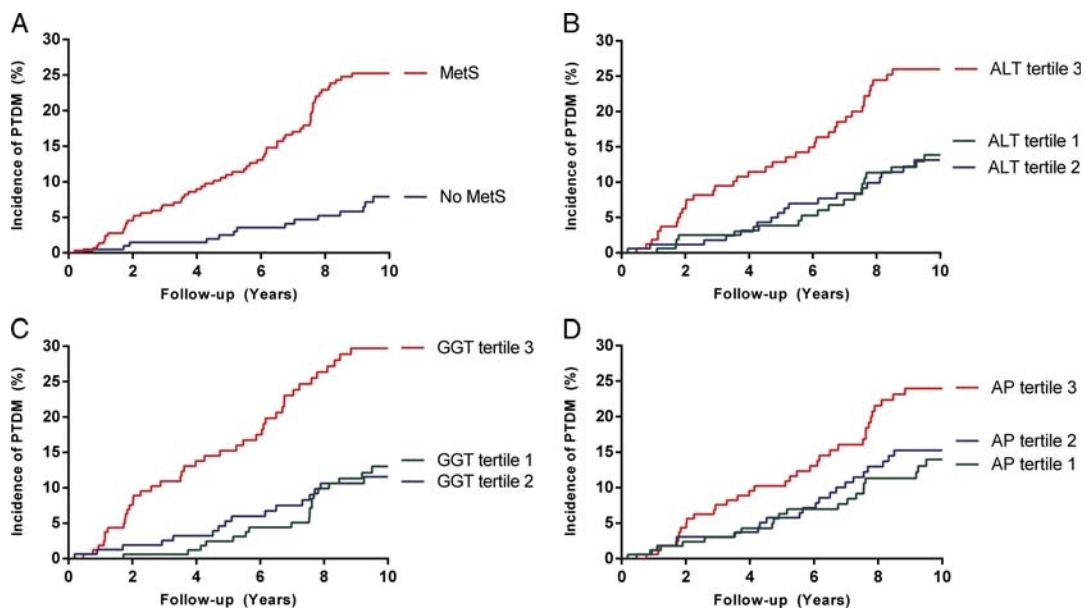 A
Incidence of PTDM (%)
30
25
20
15
10
5
0
0 2 4 6 8 10
Follow-up (Years)
MetS
No MetS
B
Incidence of PTDM (%)
30
25
20
15
10
5
0
0 2 4 6 8 10
Follow-up (Years)
ALT tertile 3
ALT tertile 1
ALT tertile 2
C
Incidence of PTDM (%)
30
25
20
15
10
5
0
0 2 4 6 8 10
Follow-up (Years)
GGT tertile 3
GGT tertile 1
GGT tertile 2
D
Incidence of PTDM (%)
30
25
20
15
10
5
0
0 2 4 6 8 10
Follow-up (Years)
AP tertile 3
AP tertile 2
AP tertile 1